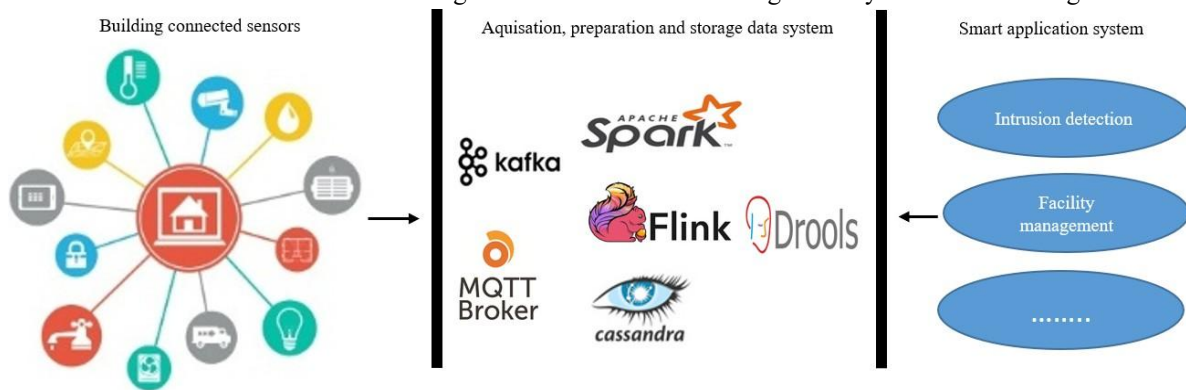 Building connected sensors
Aquisation, preparation and storage data system
Smart application system
APACHE
Spark
TM
kafka
Flink
Drools
MQTT
Broker
cassandra
Intrusion detection
Facility
management
........